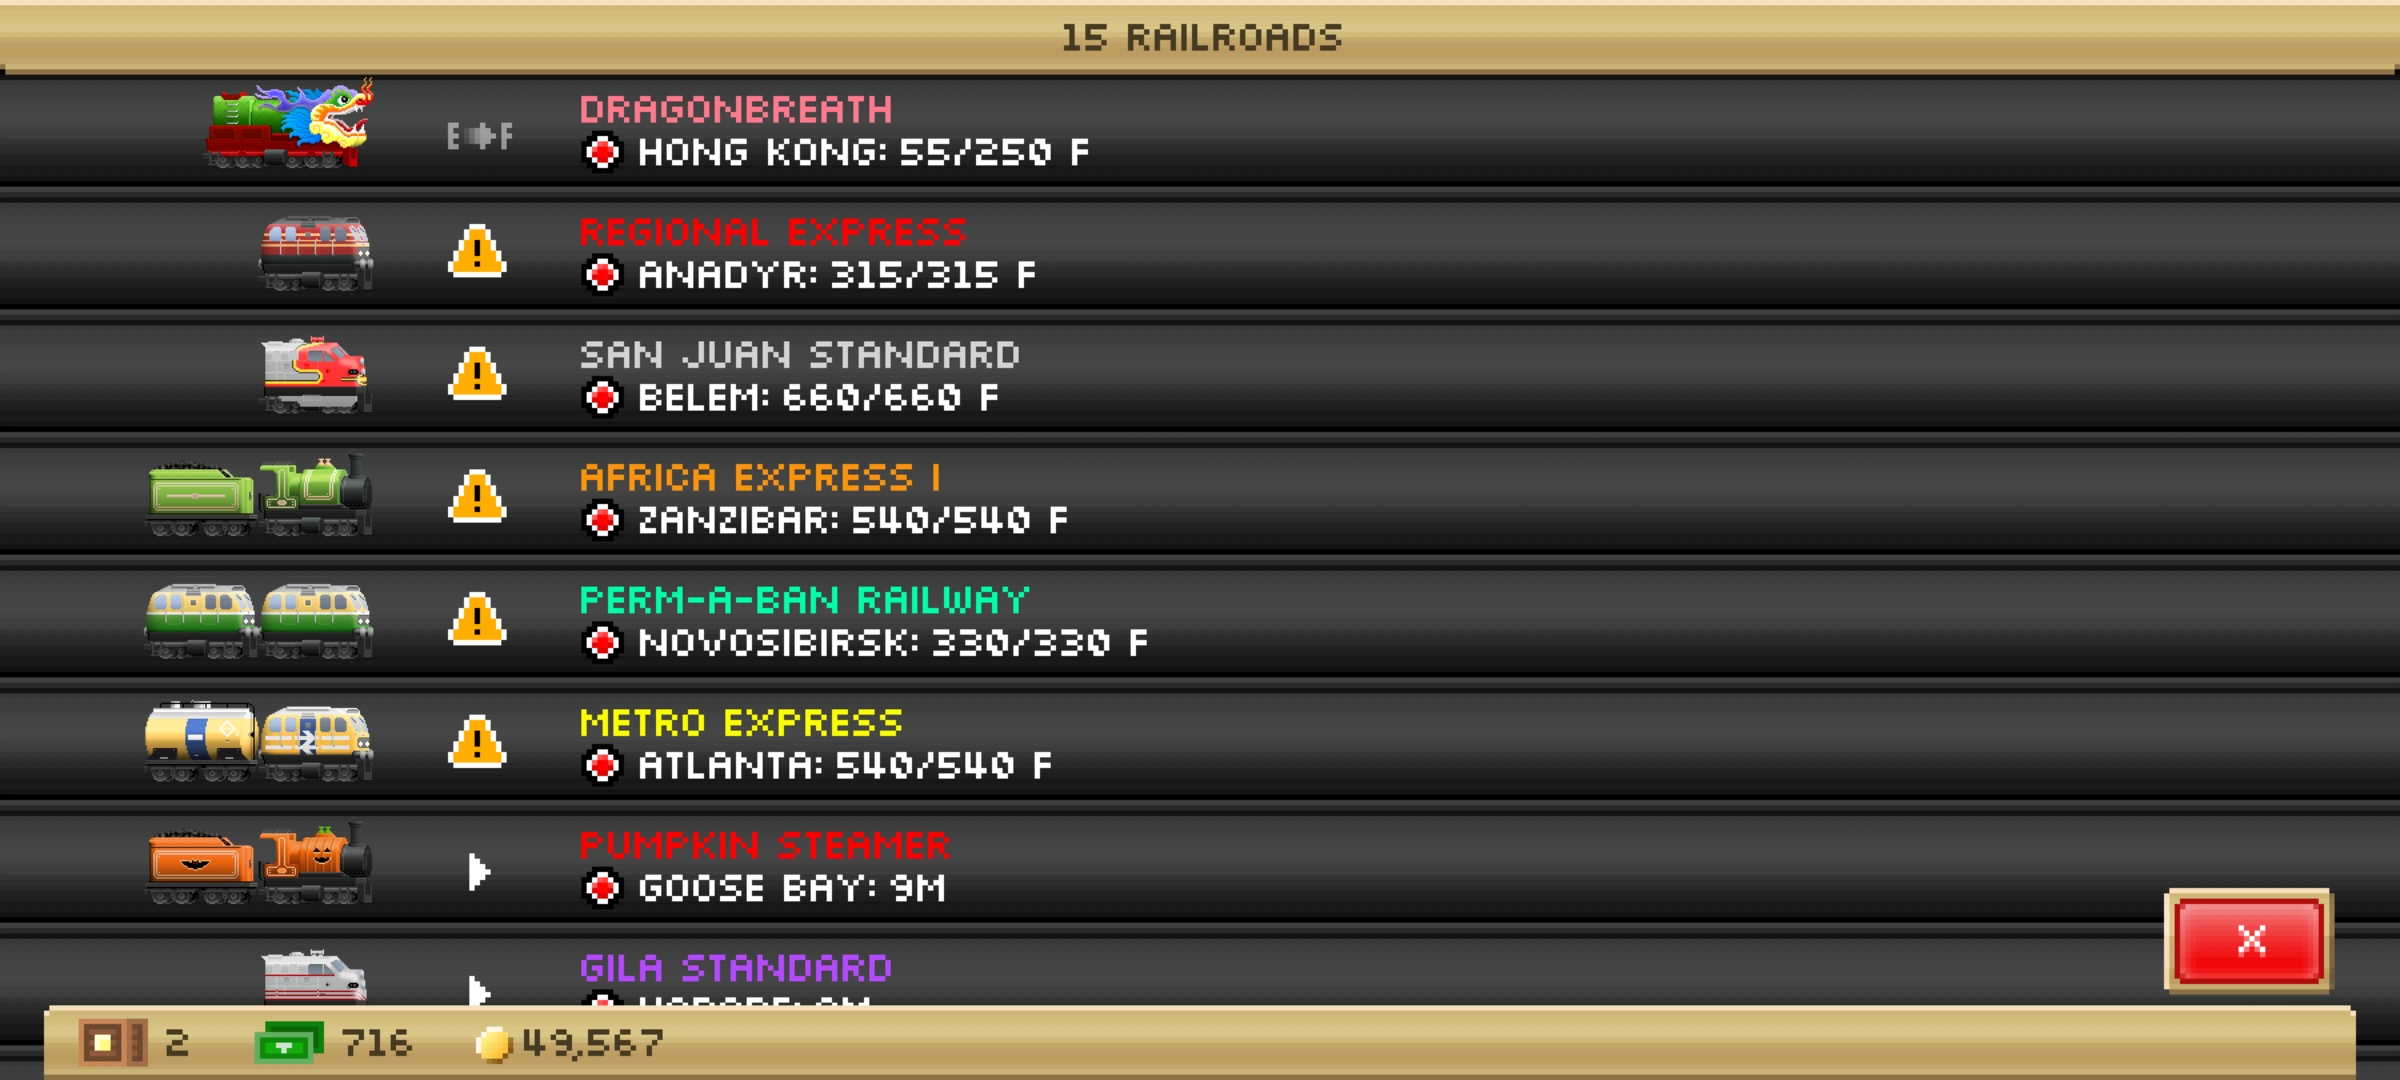 15 RAILROADS
E F
DRAGONBREATH
HONG KONG: 55/250 F
REGIONAL EXPRESS
ANADYR: 315/315 F
SAN JUAN STANDARD
BELEM: 660/660 F
AFRICA EXPRESS I
ZANZIBAR: 540/540 F
PERM-A-BAN RAILWAY
NOVOSIBIRSK: 330/330 F
METRO EXPRESS
ATLANTA: 540/540 F
PUMPKIN STEAMER
GOOSE BAY: 9M
GILA STANDARD
X
2 716 49,567